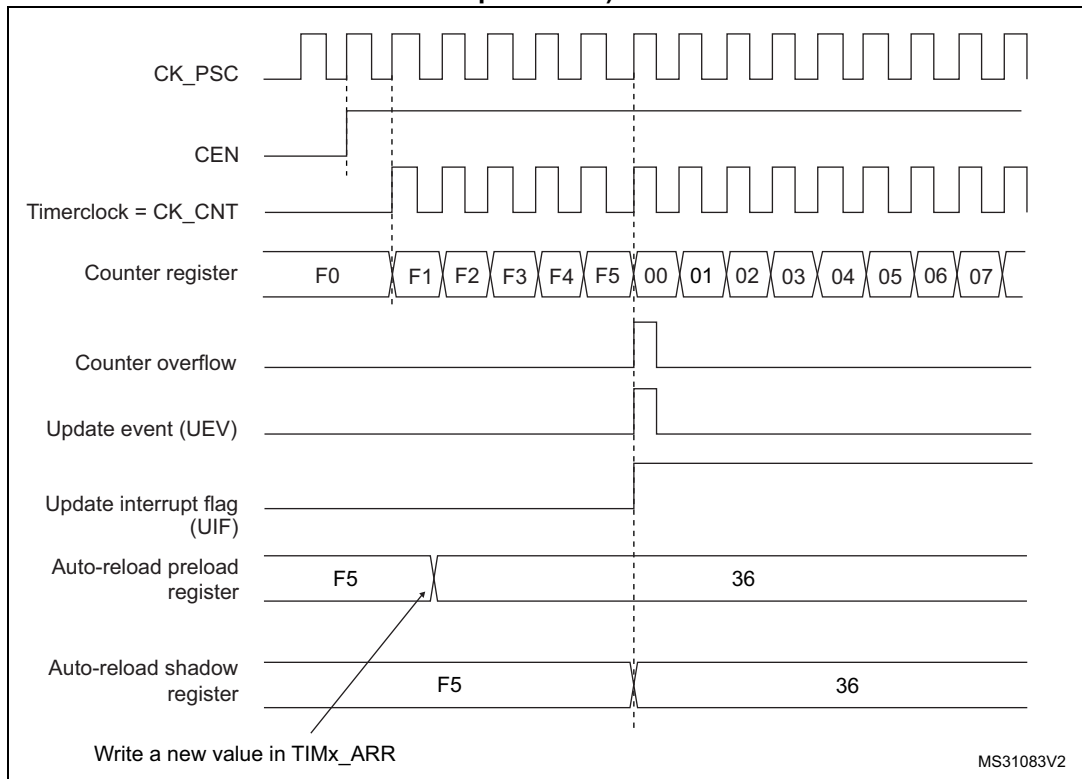 CK_PSC
CEN
Timerclock = CK_CNT
Counter register
F0 F1 F2 F3 F4 F5 00 01 02 03 04 05 06 07
Counter overflow
Update event (UEV)
Update interrupt flag
(UIF)
Auto-reload preload
register
F5 36
Auto-reload shadow
register
F5 36
Write a new value in TIMx_ARR
MS31083V2